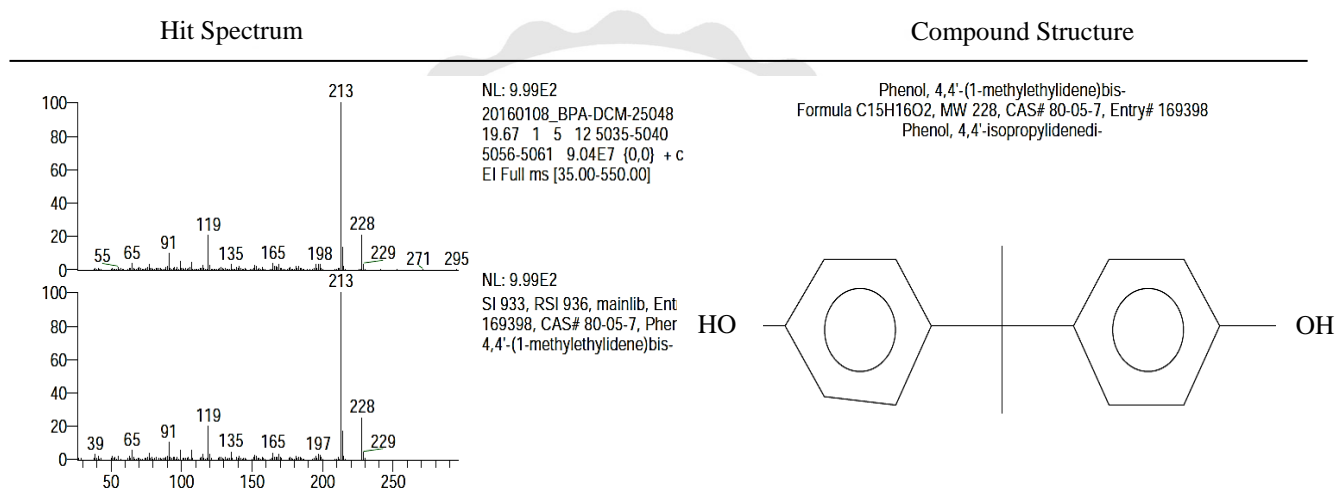 Hit Spectrum
Compound Structure
NL: 9.99E2
20160108_BPA-DCM-25048
19.67 1 5 12 5035-5040
5056-5061 9.04E7 {0,0} + c
EI Full ms [35.00-550.00]
213
100
80
60
40
20
0
55
65
91
119
135
165
198
228
229
271
295
NL: 9.99E2
SI 933, RSI 936, mainlib, Ent
169398, CAS# 80-05-7, Pher
4,4'-(1-methylethylidene)bis-
213
100
80
60
40
20
0
39
65
91
119
135
165
197
228
229
50
100
150
200
250
Phenol, 4,4'-(1-methylethylidene)bis-
Formula C15H16O2, MW 228, CAS# 80-05-7, Entry# 169398
Phenol, 4,4'-isopropylidenedi-
HO
OH